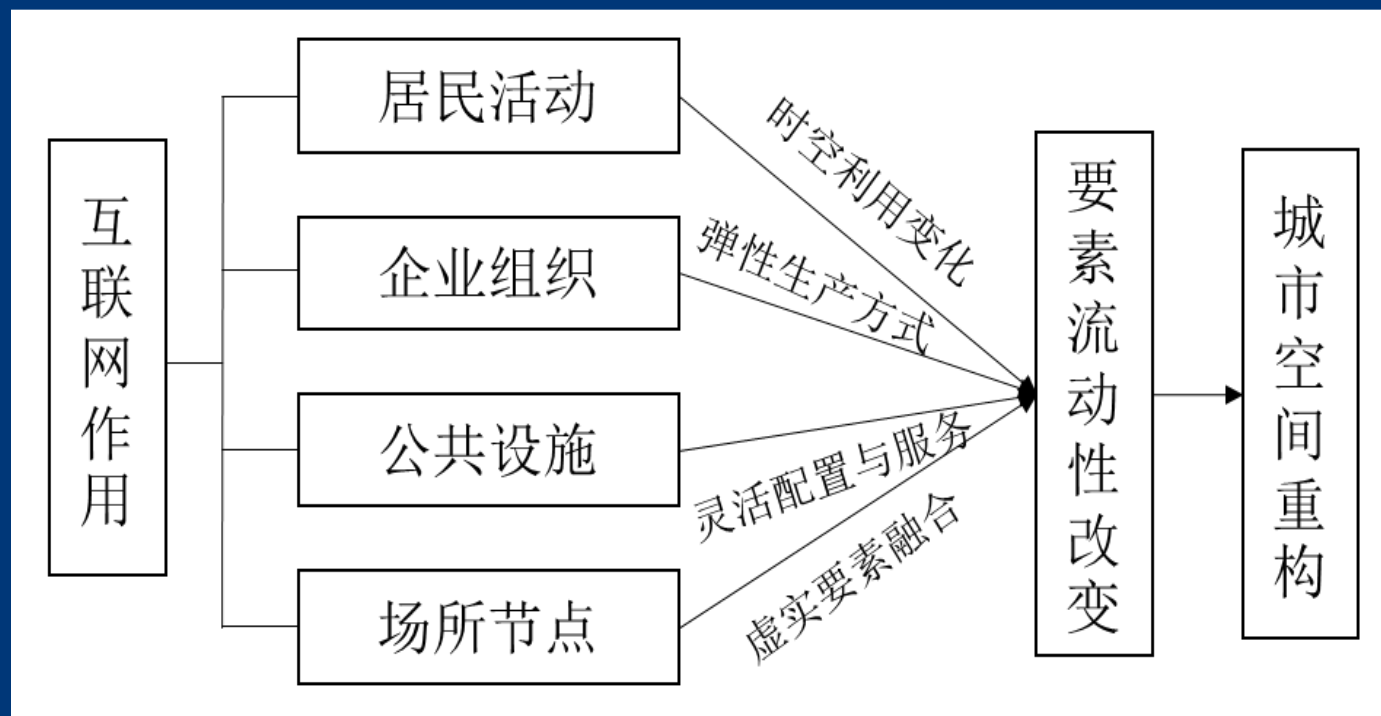 互联网作用
居民活动
企业组织
公共设施
场所节点
时空利用变化
弹性生产方式
灵活配置与服务
虚实要素融合
要素流动性改变
城市空间重构